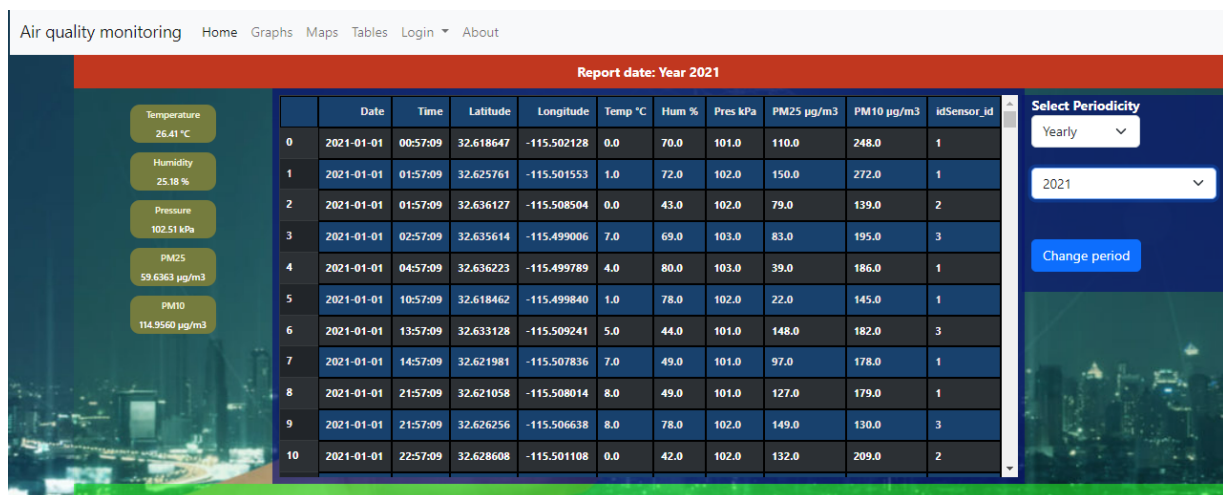 Air quality monitoring Home Graphs Maps Tables Login About
Report date: Year 2021
Temperature
26.41 °C
Humidity
25.18 %
Pressure
102.51 kPa
PM25
59.6363 µg/m3
PM10
114.9560 µg/m3
Date Time Latitude Longitude Temp °C Hum % Pres kPa PM25 µg/m3 PM10 µg/m3 idSensor_id
0 2021-01-01 00:57:09 32.618647 -115.502128 0.0 70.0 101.0 110.0 248.0 1
1 2021-01-01 01:57:09 32.625761 -115.501553 1.0 72.0 102.0 150.0 272.0 1
2 2021-01-01 01:57:09 32.636127 -115.508504 0.0 43.0 102.0 79.0 139.0 2
3 2021-01-01 02:57:09 32.635614 -115.499006 7.0 69.0 103.0 83.0 195.0 3
4 2021-01-01 04:57:09 32.636223 -115.499789 4.0 80.0 103.0 39.0 186.0 1
5 2021-01-01 10:57:09 32.618462 -115.499840 1.0 78.0 102.0 22.0 145.0 1
6 2021-01-01 13:57:09 32.633128 -115.509241 5.0 44.0 101.0 148.0 182.0 3
7 2021-01-01 14:57:09 32.621981 -115.507836 7.0 49.0 101.0 97.0 178.0 1
8 2021-01-01 21:57:09 32.621058 -115.508014 8.0 49.0 101.0 127.0 179.0 1
9 2021-01-01 21:57:09 32.626256 -115.506638 8.0 78.0 102.0 149.0 130.0 3
10 2021-01-01 22:57:09 32.628608 -115.501108 0.0 42.0 102.0 132.0 209.0 2
Select Periodicity
Yearly
2021
Change period